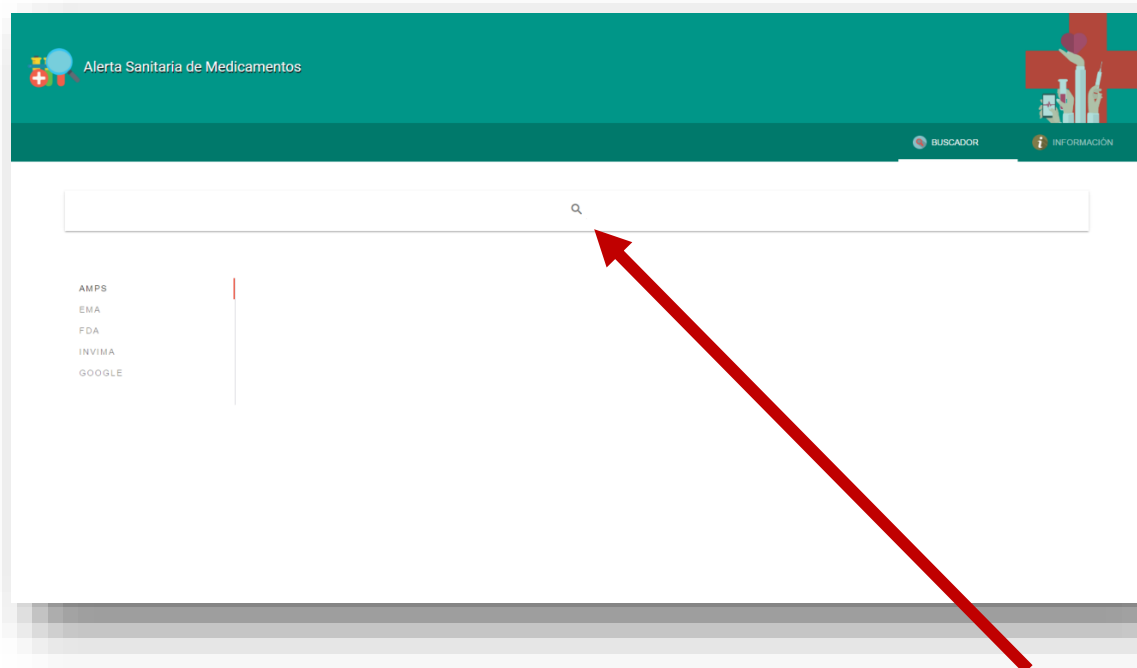 Alerta Sanitaria de Medicamentos
BUSCADOR
INFORMACIÓN
AMPS
EMA
FDA
INVIMA
GOOGLE